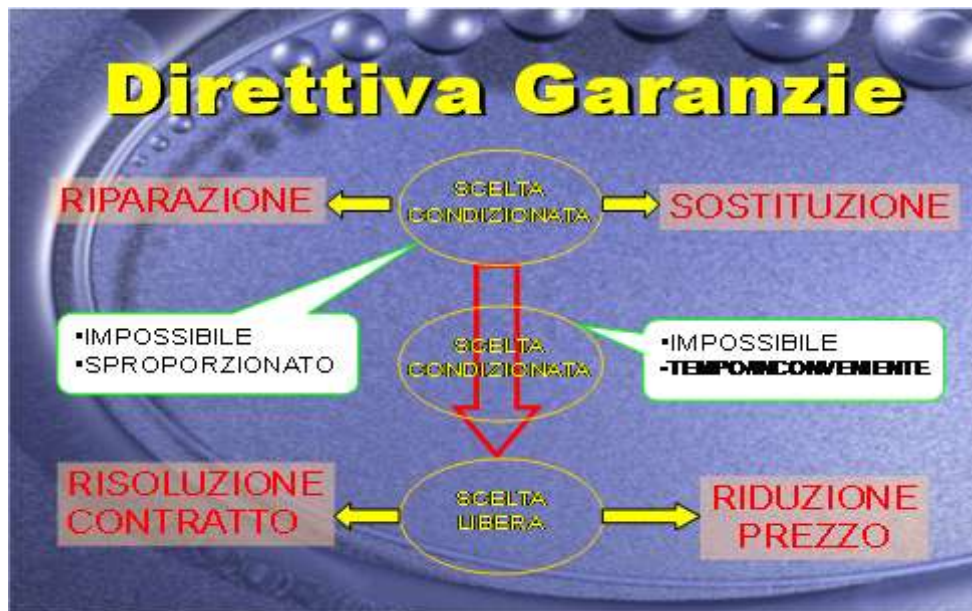 Direttiva Garanzie
RIPARAZIONE
SCELTA
CONDIZIONATA
SOSTITUZIONE
▪IMPOSSIBILE
▪SPROPORZIONATO
SCELTA
CONDIZIONATA
▪IMPOSSIBILE
▪TEMPO/INCONVENIENTE
RISOLUZIONE
CONTRATTO
SCELTA
LIBERA
RIDUZIONE
PREZZO